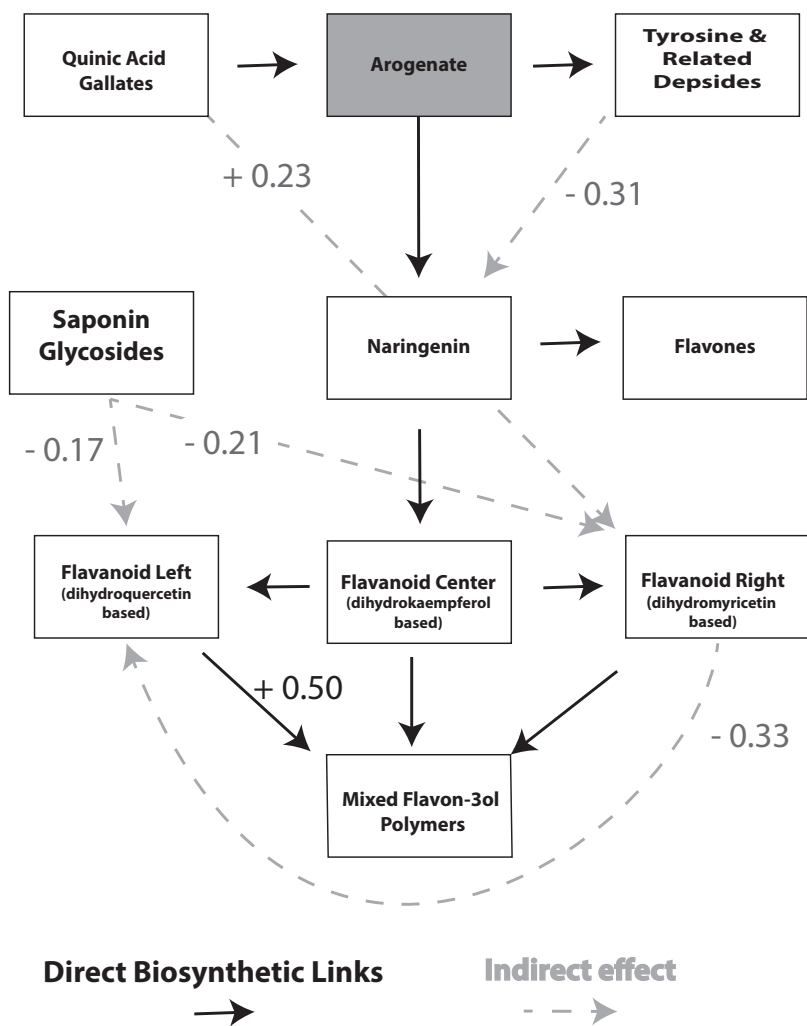 Quinic Acid
Gallates
Arogenate
Tyrosine &
Related
Depsides
+ 0.23
- 0.31
Saponin
Glycosides
Naringenin
Flavones
- 0.17
- 0.21
Flavanoid Left
(dihydroquercetin
based)
Flavanoid Center
(dihydrokaempferol
based)
Flavanoid Right
(dihydromyricetin
based)
+ 0.50
- 0.33
Mixed Flavon-3ol
Polymers
Direct Biosynthetic Links
Indirect effect